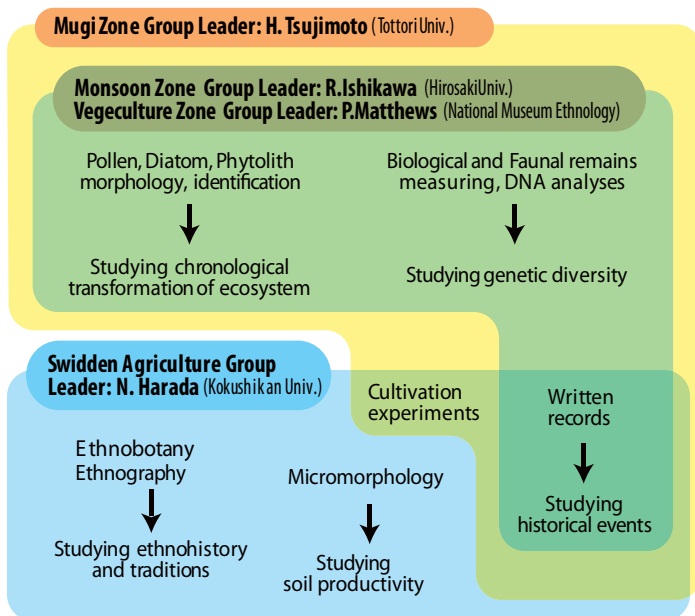 Mugi Zone Group Leader: H. Tsujimoto (Tottori Univ.)
Monsoon Zone Group Leader: R.Ishikawa (HirosakiUniv.)
Vegeculture Zone Group Leader: P.Matthews (National Museum Ethnology)
Pollen, Diatom, Phytolith
morphology, identification
Studying chronological
transformation of ecosystem
Biological and Faunal remains
measuring, DNA analyses
Studying genetic diversity
Swidden Agriculture Group
Leader: N. Harada (Kokushikan Univ.)
Ethnobotany
Ethnography
Studying ethnohistory
and traditions
Micromorphology
Studying
soil productivity
Cultivation
experiments
Written
records
Studying
historical events